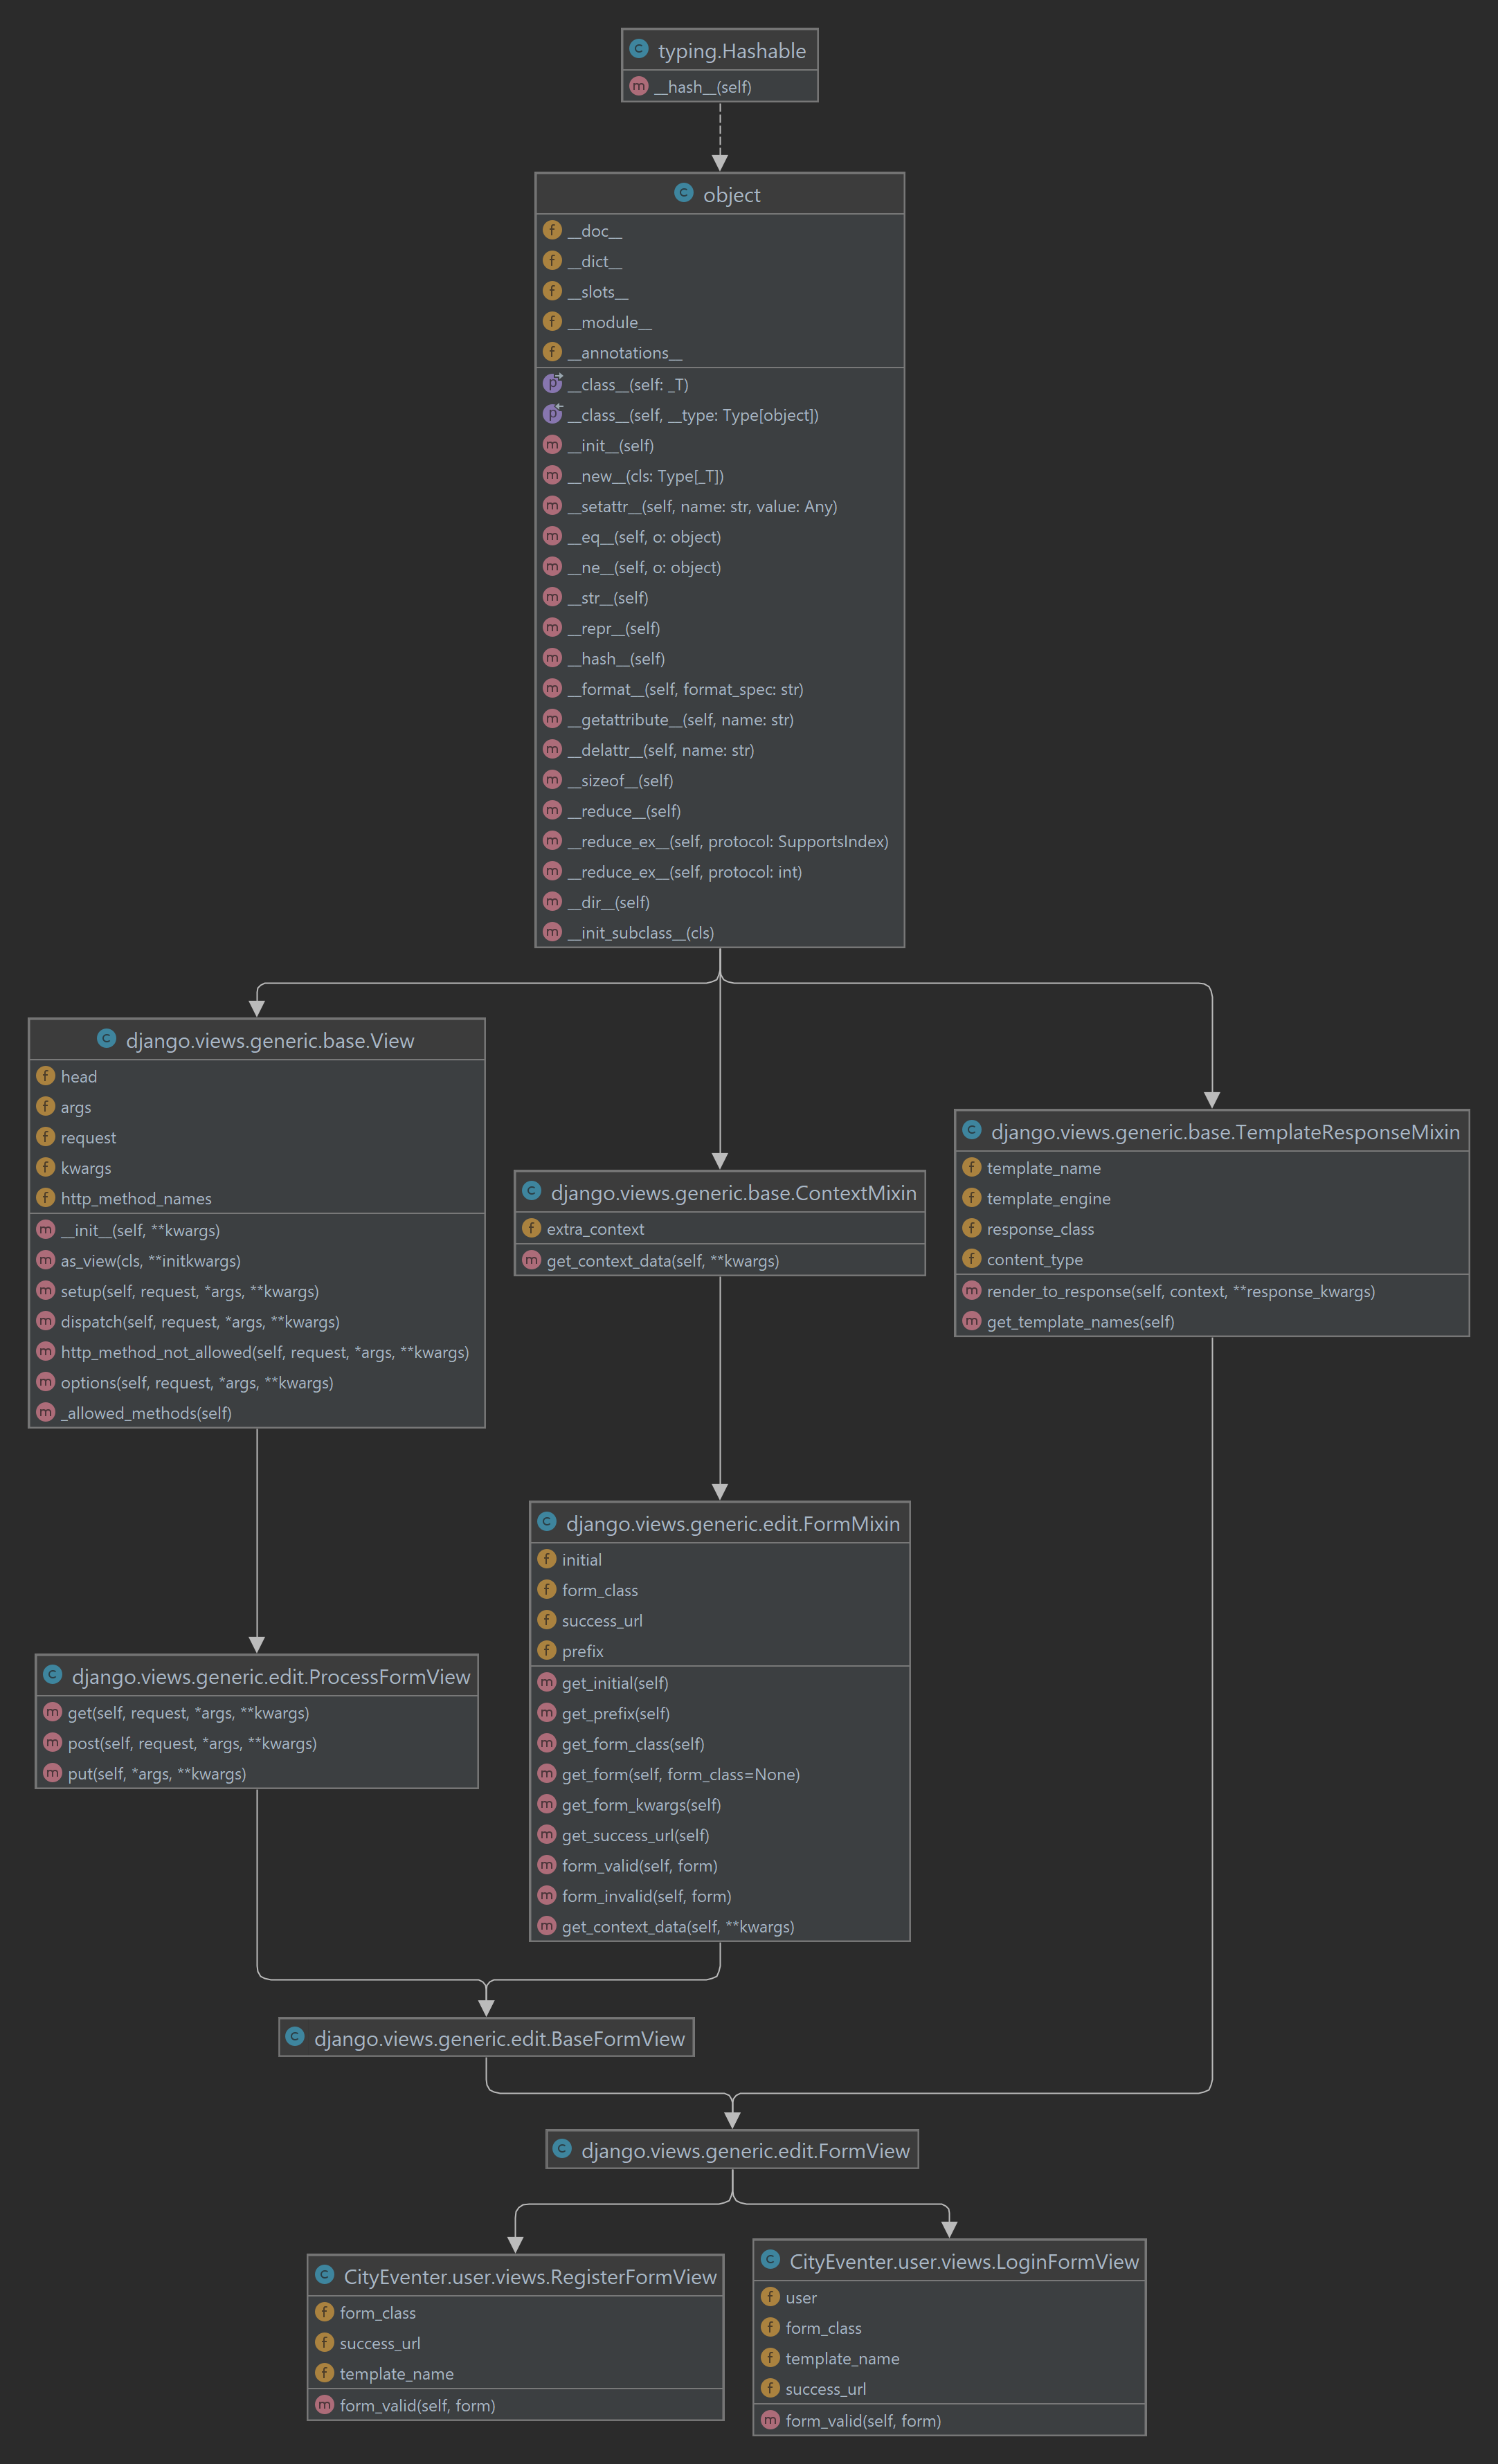 typing.Hashable
__hash__(self)
object
__doc__
__dict__
__slots__
__module__
__annotations__
__class__(self: _T)
__class__(self, __type: Type[object])
__init__(self)
__new__(cls: Type[_T])
__setattr__(self, name: str, value: Any)
__eq__(self, o: object)
__ne__(self, o: object)
__str__(self)
__repr__(self)
__hash__(self)
__format__(self, format_spec: str)
__getattribute__(self, name: str)
__delattr__(self, name: str)
__sizeof__(self)
__reduce__(self)
__reduce_ex__(self, protocol: SupportsIndex)
__reduce_ex__(self, protocol: int)
__dir__(self)
__init_subclass__(cls)
django.views.generic.base.View
head
args
request
kwargs
http_method_names
__init__(self, **kwargs)
as_view(cls, **initkwargs)
setup(self, request, *args, **kwargs)
dispatch(self, request, *args, **kwargs)
http_method_not_allowed(self, request, *args, **kwargs)
options(self, request, *args, **kwargs)
_allowed_methods(self)
django.views.generic.base.ContextMixin
extra_context
get_context_data(self, **kwargs)
django.views.generic.base.TemplateResponseMixin
template_name
template_engine
response_class
content_type
render_to_response(self, context, **response_kwargs)
get_template_names(self)
django.views.generic.edit.ProcessFormView
get(self, request, *args, **kwargs)
post(self, request, *args, **kwargs)
put(self, *args, **kwargs)
django.views.generic.edit.FormMixin
initial
form_class
success_url
prefix
get_initial(self)
get_prefix(self)
get_form_class(self)
get_form(self, form_class=None)
get_form_kwargs(self)
get_success_url(self)
form_valid(self, form)
form_invalid(self, form)
get_context_data(self, **kwargs)
django.views.generic.edit.BaseFormView
django.views.generic.edit.FormView
CityEventer.user.views.RegisterFormView
form_class
success_url
template_name
form_valid(self, form)
CityEventer.user.views.LoginFormView
user
form_class
template_name
success_url
form_valid(self, form)